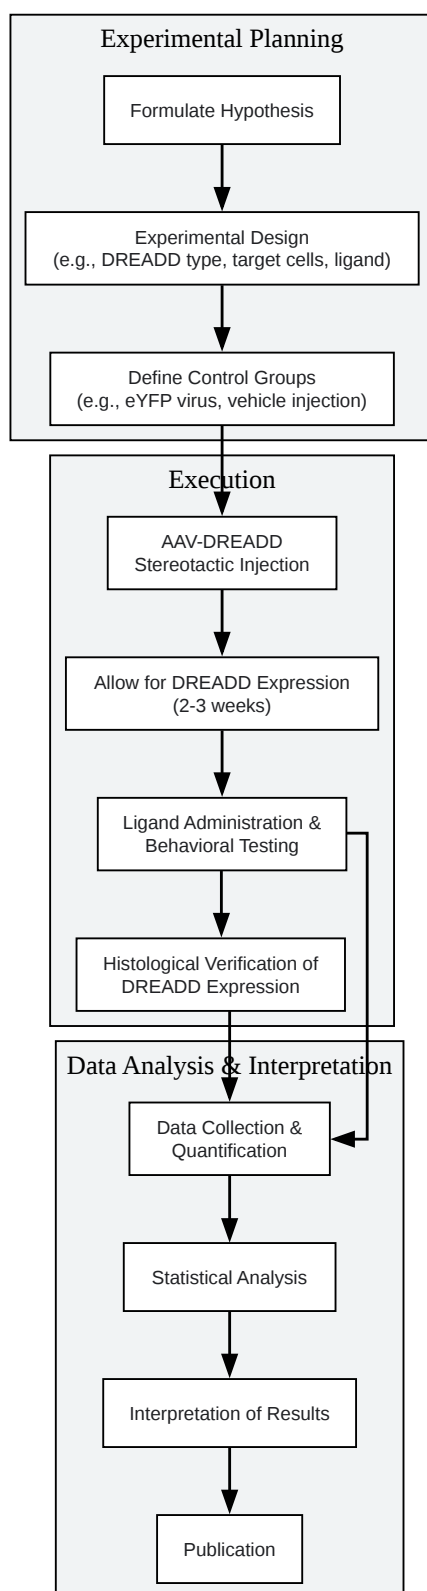 Experimental Planning
Formulate Hypothesis
Experimental Design
(e.g., DREADD type, target cells, ligand)
Define Control Groups
(e.g., eYFP virus, vehicle injection)
Execution
AAV-DREADD
Stereotactic Injection
Allow for DREADD Expression
(2-3 weeks)
Ligand Administration &
Behavioral Testing
Histological Verification of
DREADD Expression
Data Analysis & Interpretation
Data Collection &
Quantification
Statistical Analysis
Interpretation of Results
Publication